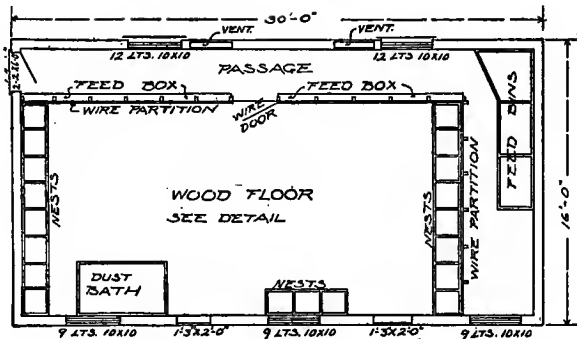 30'-0"
VENT.
VENT.
12 LTS. 10X10
12 LTS. 10X10
PASSAGE
FEED BOX
FEED BOX
WIRE PARTITION
WIRE
DOOR
FEED BINS
NESTS
WOOD FLOOR
SEE DETAIL
NESTS
WIRE PARTITION
16'-0"
DUST
BATH
NESTS
9 LTS. 10X10
1'-3"X2'-0"
9 LTS. 10X10
1'-3"X2'-0"
9 LTS. 10X10